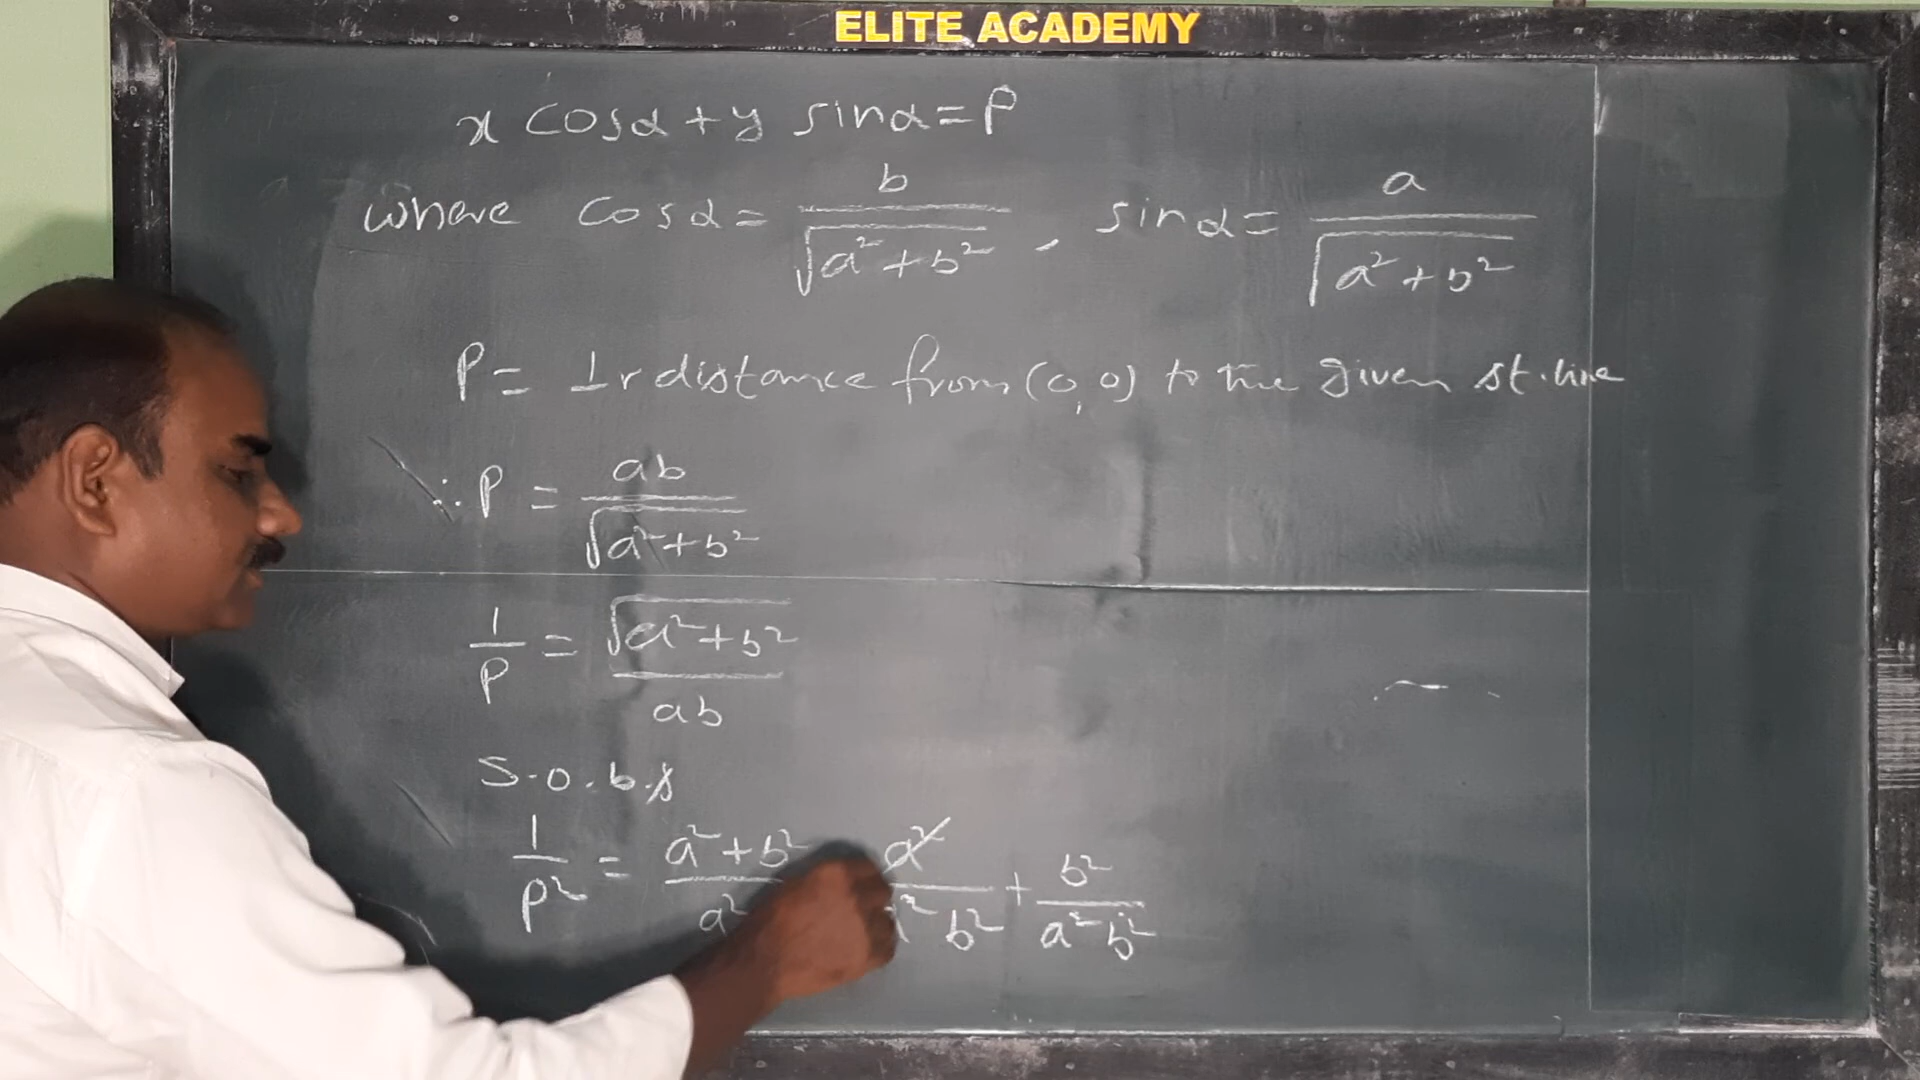 ELITE ACADEMY
x cosα + y sinα = P
where cosα = b/√(a²+b²) , sinα = a/√(a²+b²)
P = ⊥r distance from (0,0) to the given st. line
∴ P = ab/√(a²+b²)
1/P = √(a²+b²)/ab
S.O.b.s
1/P² = a²+b²/a² a²/a²b² + b²/a²b²